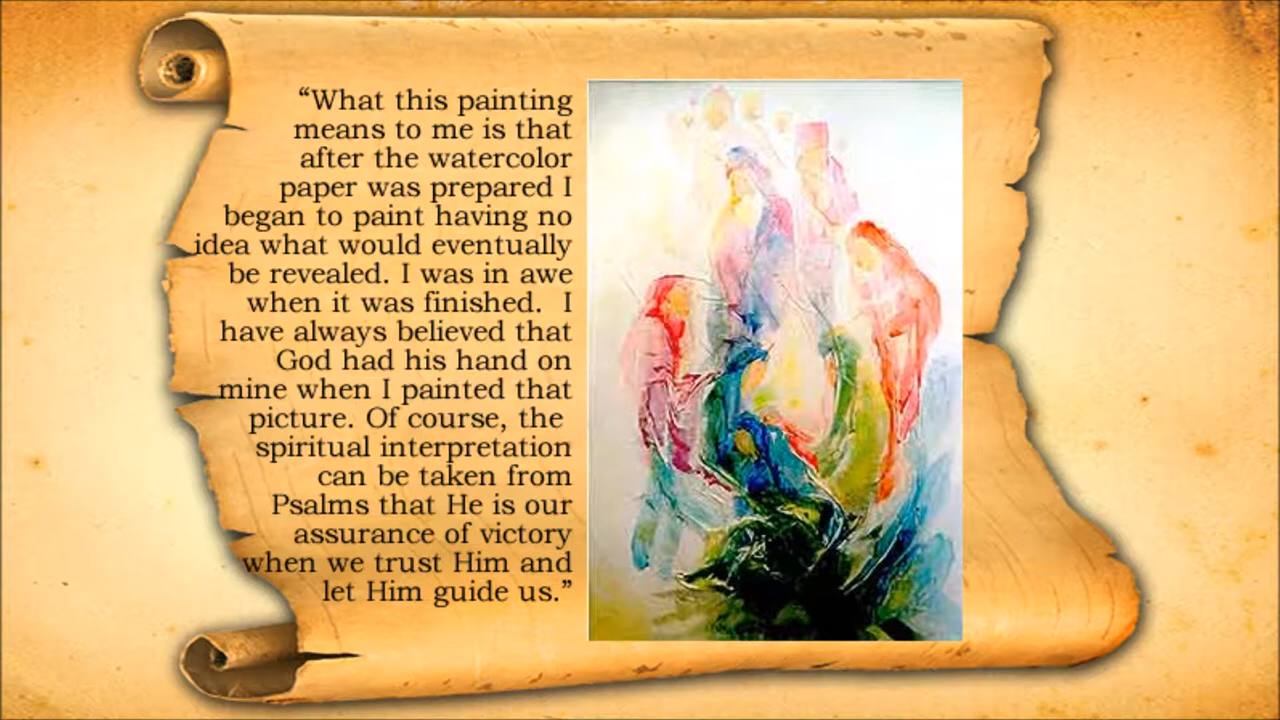 “What this painting
means to me is that
after the watercolor
paper was prepared I
began to paint having no
idea what would eventually
be revealed. I was in awe
when it was finished.  I
have always believed that
God had his hand on
mine when I painted that
picture. Of course, the
spiritual interpretation
can be taken from
Psalms that He is our
assurance of victory
when we trust Him and
let Him guide us.”